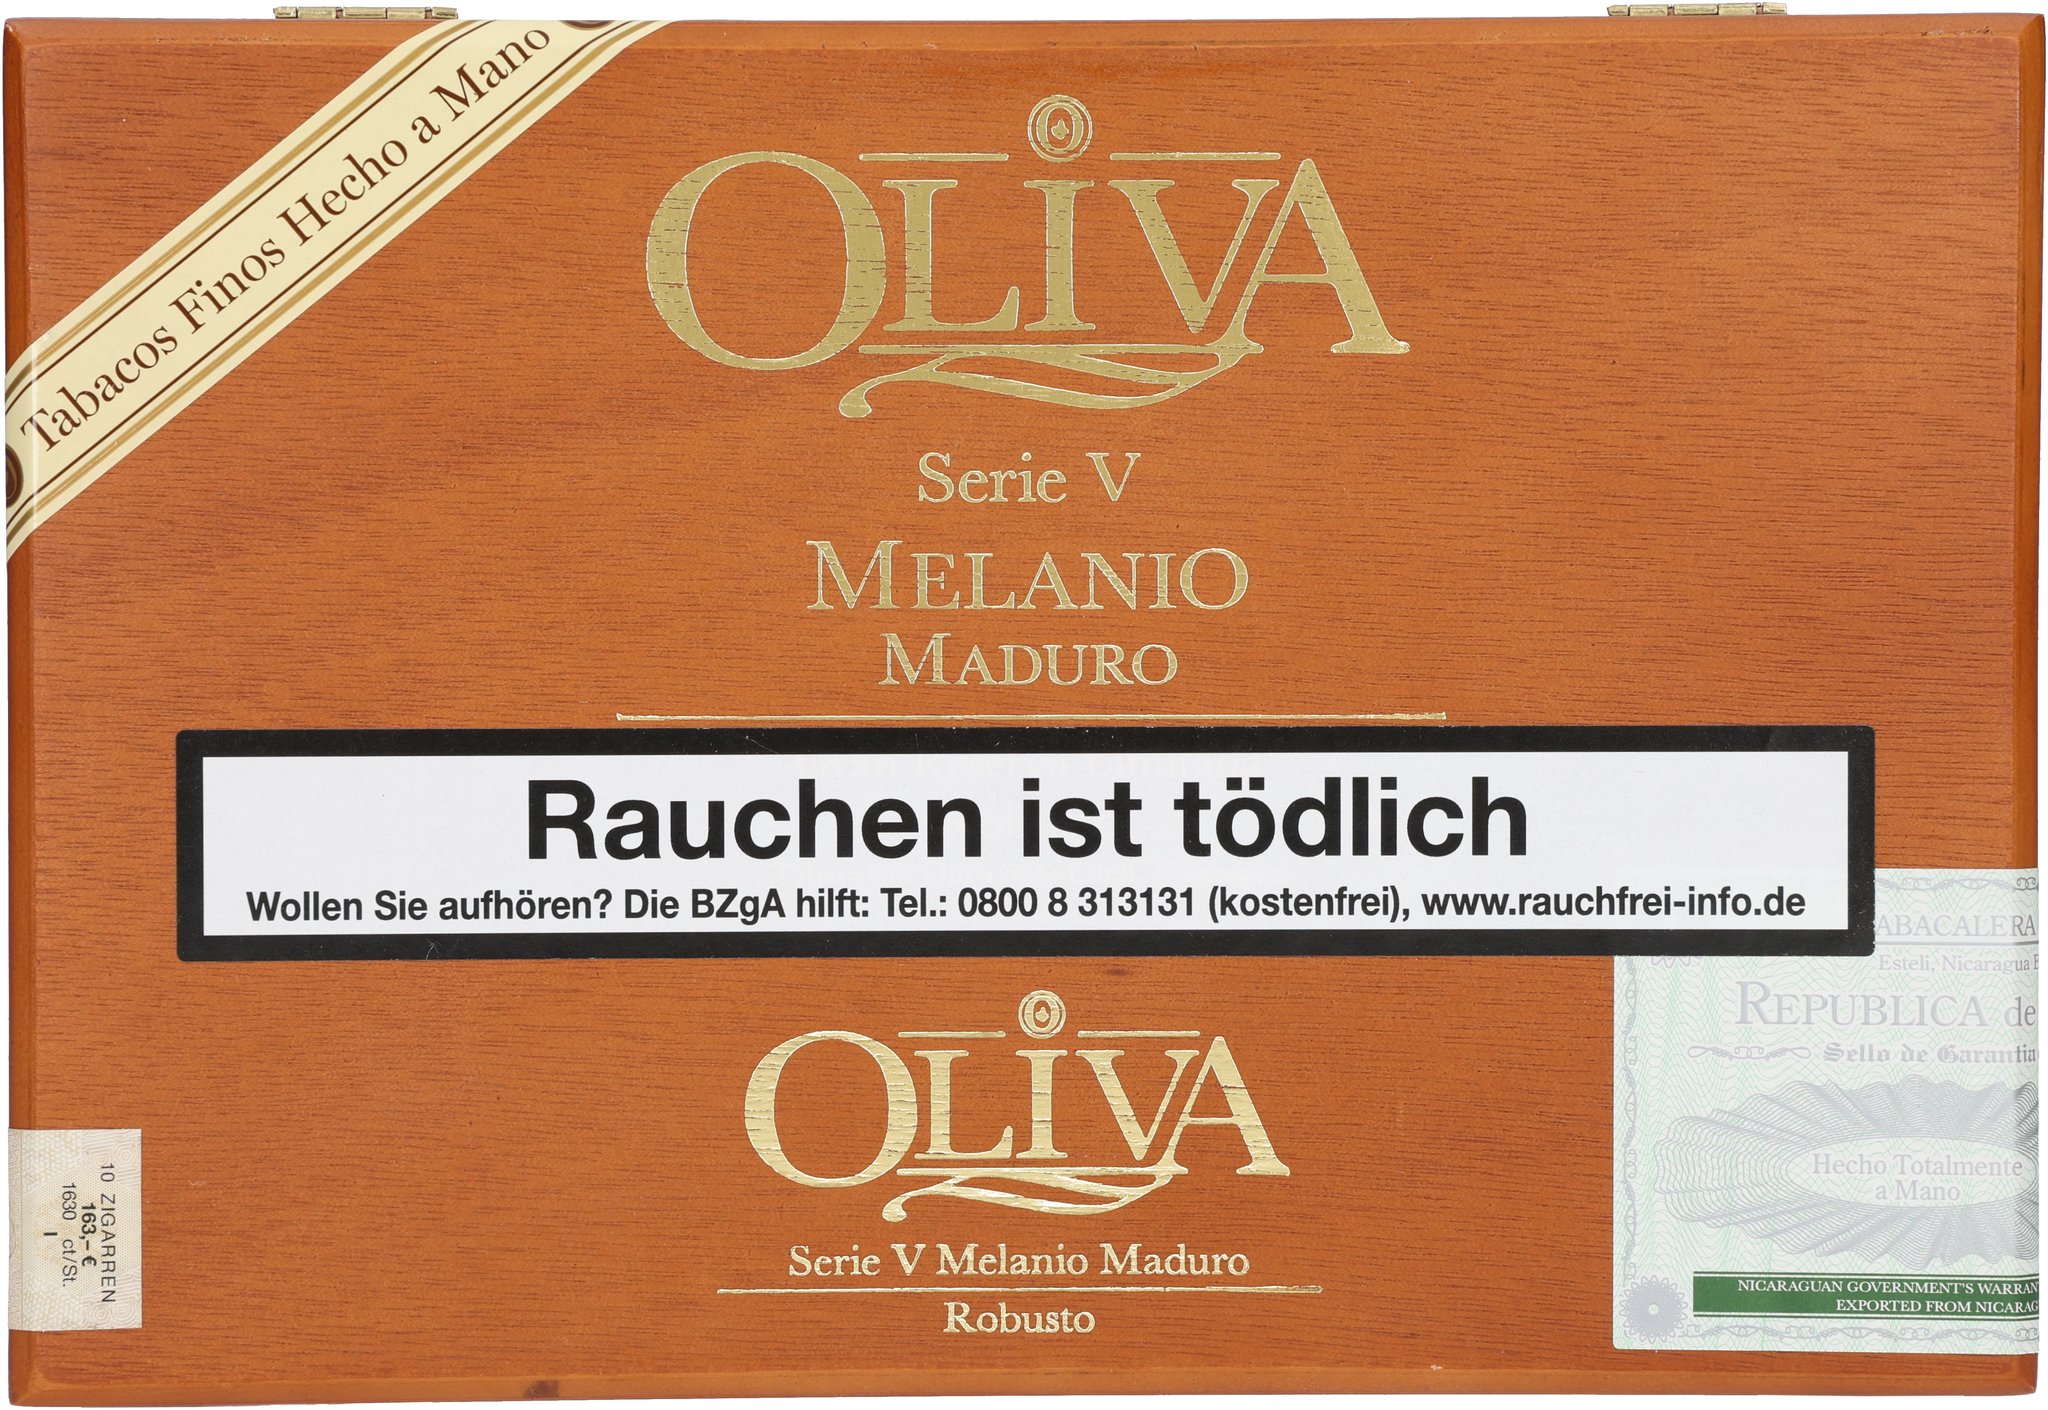 Tabacos Finos Hecho a Mano
OLIVA
Serie V
MELANIO
MADURO
Rauchen ist tödlich
Wollen Sie aufhören? Die BZgA hilft: Tel.: 0800 8 313131 (kostenfrei), www.rauchfrei-info.de
OLIVA
Serie V Melanio Maduro
Robusto
10 ZIGARREN
163,-€
1630 ct/St.
I
ABACALERA
Esteli, Nicaragua
REPUBLICA de
Sello de Garantia
Hecho Totalmente
a Mano
NICARAGUAN GOVERNMENT'S WARRAN
EXPORTED FROM NICARAG